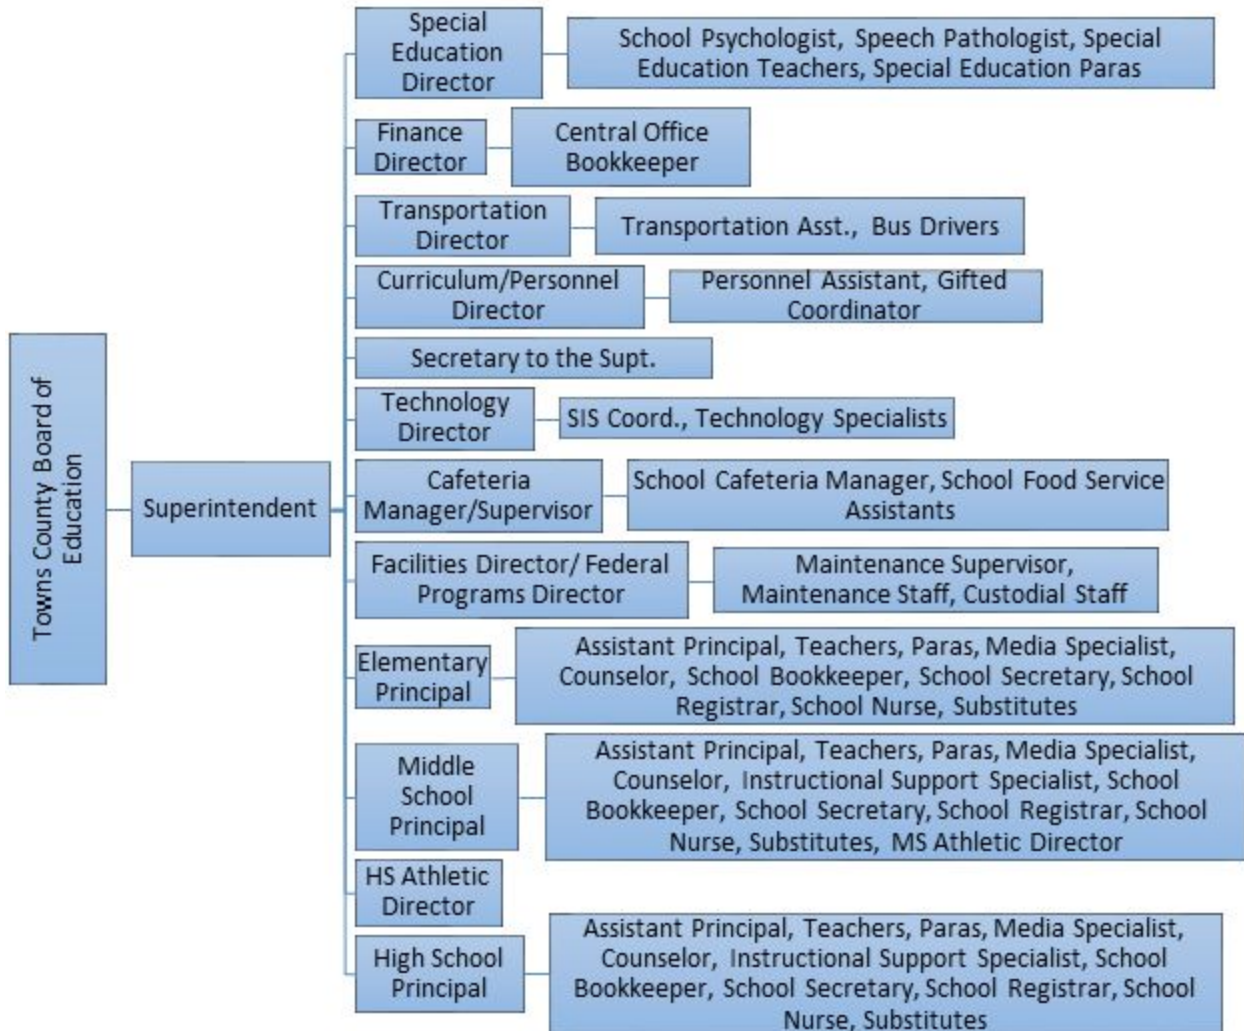 Towns County Board of
Education
Superintendent
Special
Education
Director
School Psychologist, Speech Pathologist, Special
Education Teachers, Special Education Paras
Finance
Director
Central Office
Bookkeeper
Transportation
Director
Transportation Asst., Bus Drivers
Curriculum/Personnel
Director
Personnel Assistant, Gifted
Coordinator
Secretary to the Supt.
Technology
Director
SIS Coord., Technology Specialists
Cafeteria
Manager/Supervisor
School Cafeteria Manager, School Food Service
Assistants
Facilities Director/ Federal
Programs Director
Maintenance Supervisor,
Maintenance Staff, Custodial Staff
Elementary
Principal
Assistant Principal, Teachers, Paras, Media Specialist,
Counselor, School Bookkeeper, School Secretary, School
Registrar, School Nurse, Substitutes
Middle
School
Principal
Assistant Principal, Teachers, Paras, Media Specialist,
Counselor, Instructional Support Specialist, School
Bookkeeper, School Secretary, School Registrar, School
Nurse, Substitutes, MS Athletic Director
HS Athletic
Director
High School
Principal
Assistant Principal, Teachers, Paras, Media Specialist,
Counselor, Instructional Support Specialist, School
Bookkeeper, School Secretary, School Registrar, School
Nurse, Substitutes